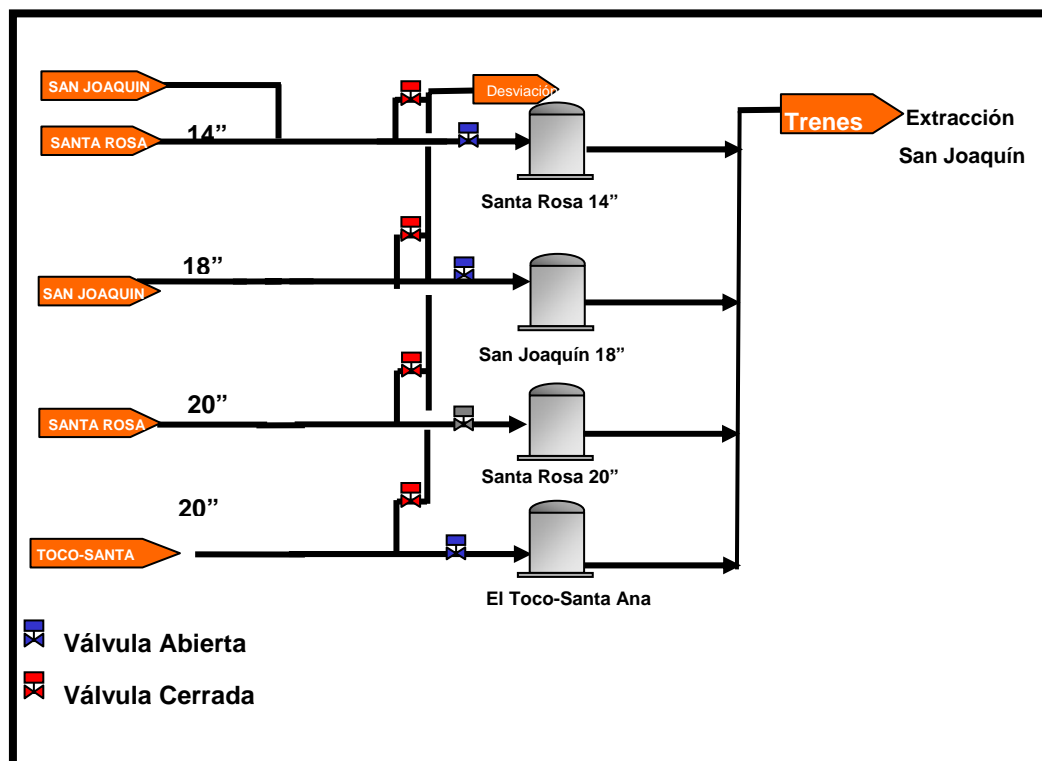 SAN JOAQUIN
Desviación
Trenes
Extracción
San Joaquín
SANTA ROSA
14”
Santa Rosa 14”
18”
SAN JOAQUIN
San Joaquín 18”
20”
SANTA ROSA
Santa Rosa 20”
20”
TOCO-SANTA
El Toco-Santa Ana
Válvula Abierta
Válvula Cerrada